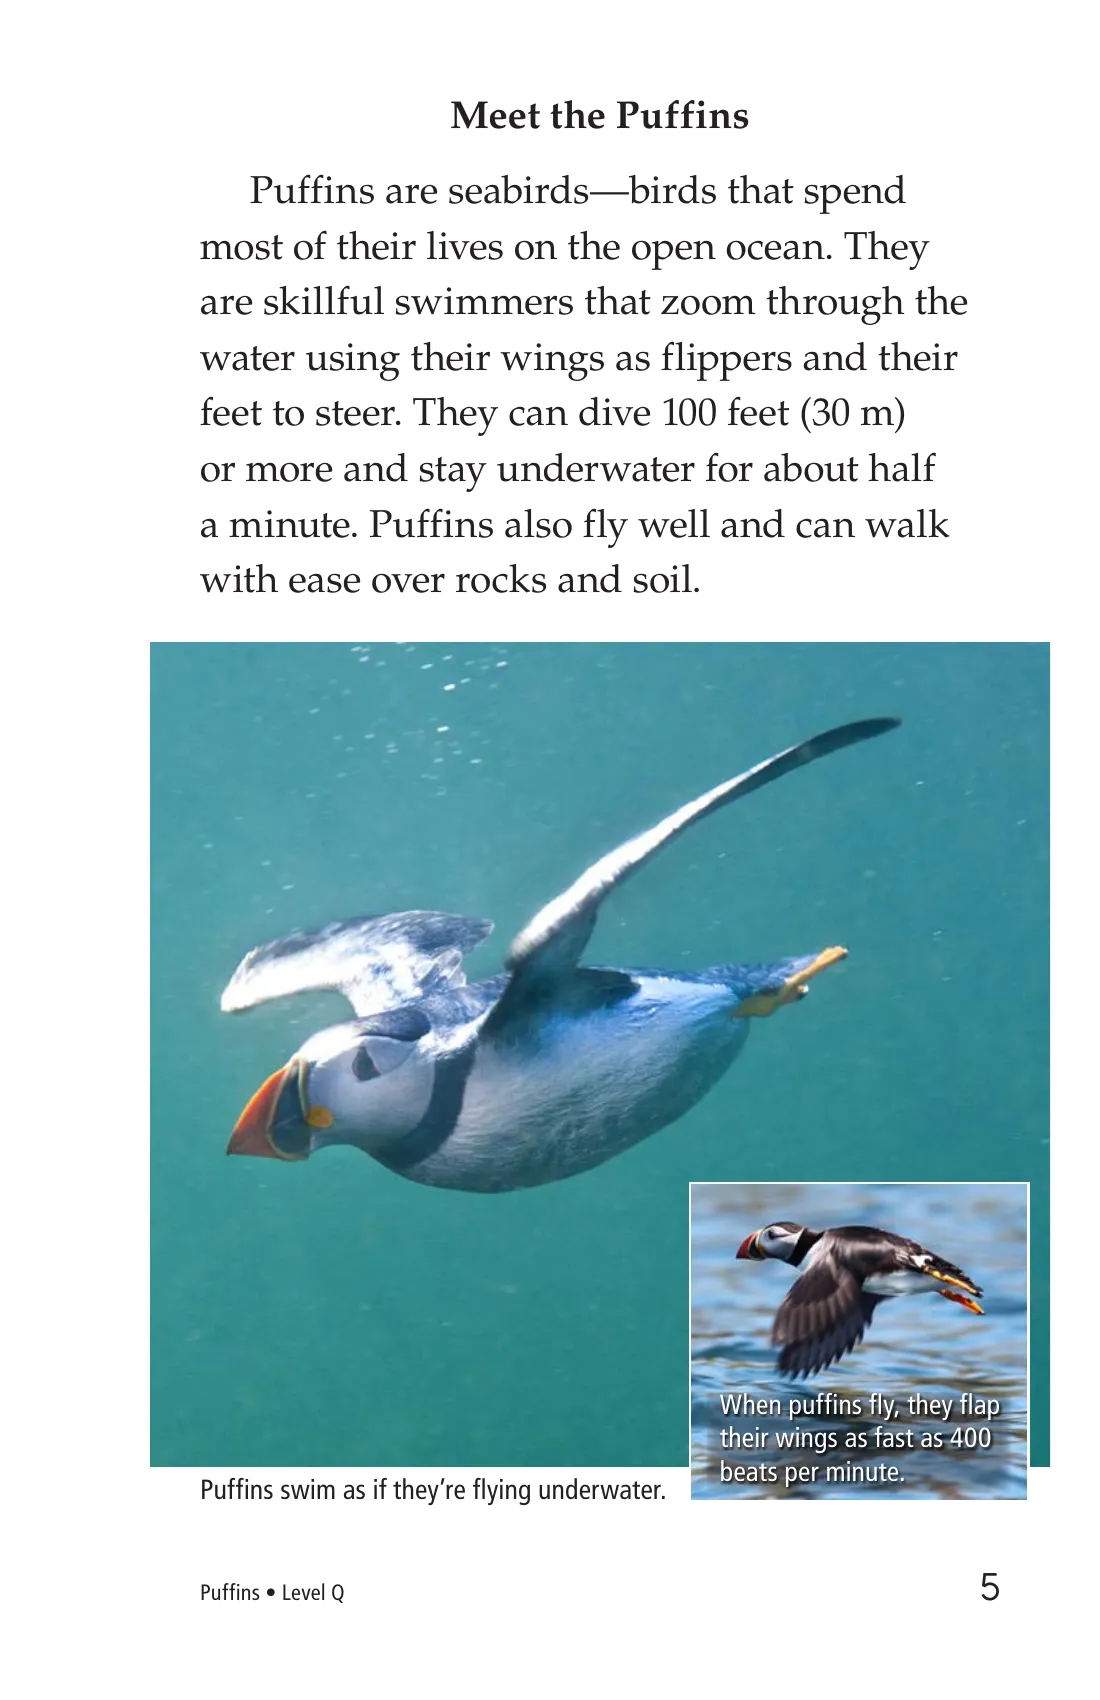 Meet the Puffins
Puffins are seabirds—birds that spend
most of their lives on the open ocean. They
are skillful swimmers that zoom through the
water using their wings as flippers and their
feet to steer. They can dive 100 feet (30 m)
or more and stay underwater for about half
a minute. Puffins also fly well and can walk
with ease over rocks and soil.
When puffins fly, they flap
their wings as fast as 400
beats per minute.
Puffins swim as if they’re flying underwater.
Puffins • Level Q
5